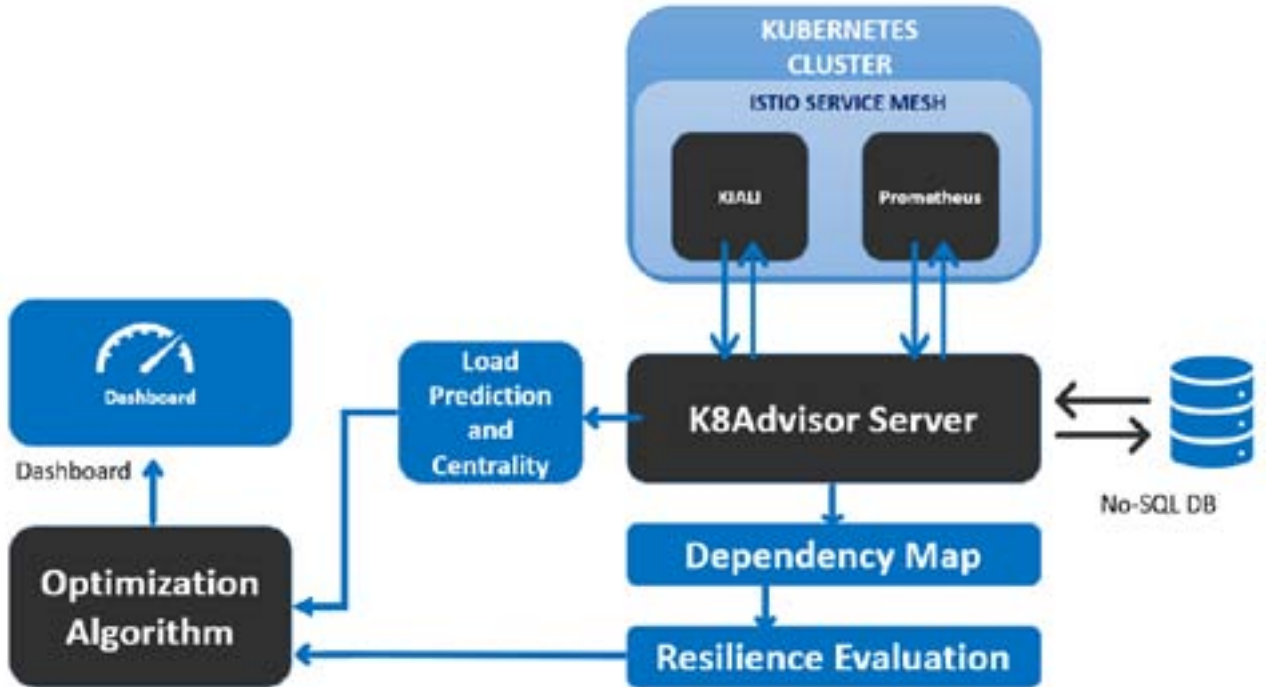 KUBERNETES
CLUSTER
ISTIO SERVICE MESH
KIALI
Prometheus
Dashboard
Load
Prediction
and
Centrality
K8Advisor Server
Dashboard
No-SQL DB
Dependency Map
Optimization
Algorithm
Resilience Evaluation